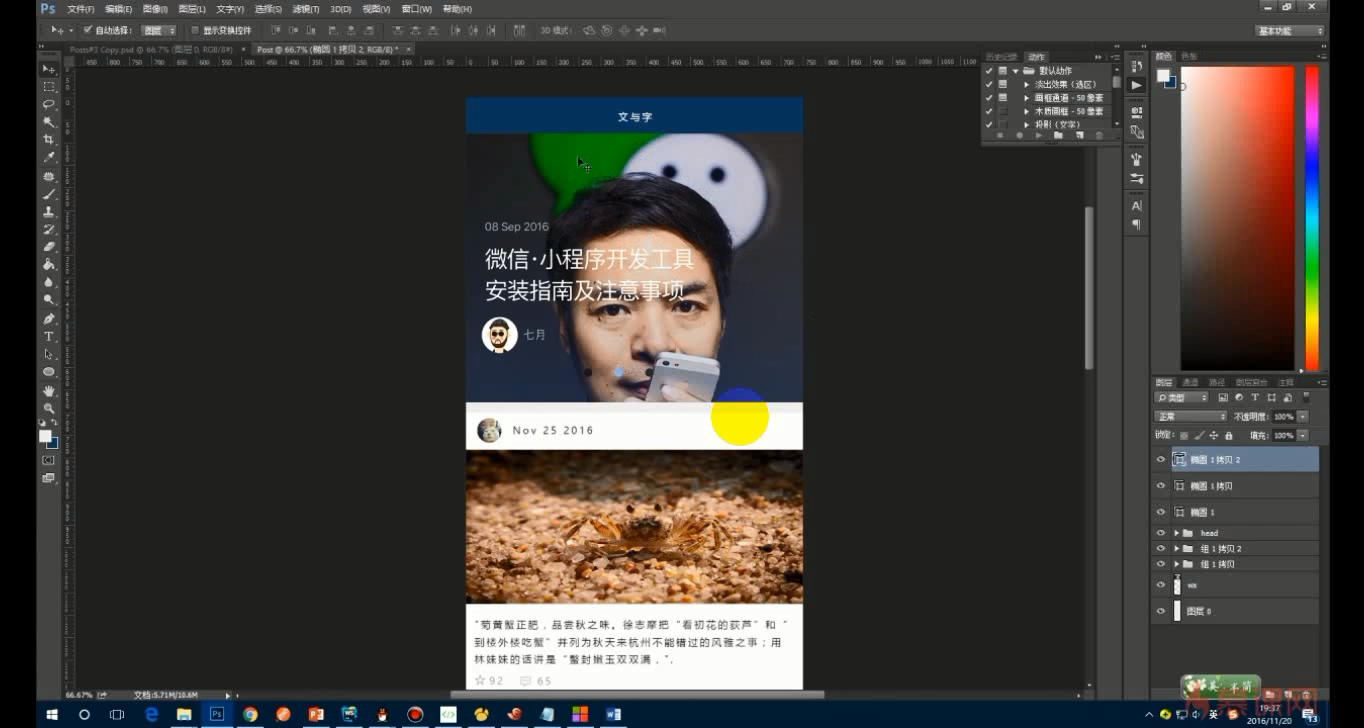 Ps 文件(F) 编辑(E) 图像(I) 图层(L) 文字(Y) 选择(S) 滤镜(T) 3D(D) 视图(V) 窗口(W) 帮助(H)
自动选择: 图层 显示变换控件 3D 模式: 基本功能
Posts#3 Copy.psd @ 66.7% (图层 0, RGB/8#) × Post @ 66.7% (椭圆 1 拷贝 2, RGB/8) * ×
历史记录 动作
默认动作
淡出效果 (选区)
画框通道 - 50 像素
木质画框 - 50 像素
投影 (文字)
颜色 色板
文与字
08 Sep 2016
微信·小程序开发工具
安装指南及注意事项
七月
Nov 25 2016
“菊黄蟹正肥，品尝秋之味。徐志摩把“看初花的荻芦”和“
到楼外楼吃蟹”并列为秋天来杭州不能错过的风雅之事；用
林妹妹的话讲是“螯封嫩玉双双满，”.
92 65
图层 通道 路径 图层复合 注释
类型
正常 不透明度: 100%
锁定: 填充: 100%
椭圆 1 拷贝 2
椭圆 1 拷贝
椭圆 1
head
组 1 拷贝 2
组 1 拷贝
wx
图层 0
66.67% 文档:5.71M/10.6M
慕课网
英 19:37
2016/11/20
13